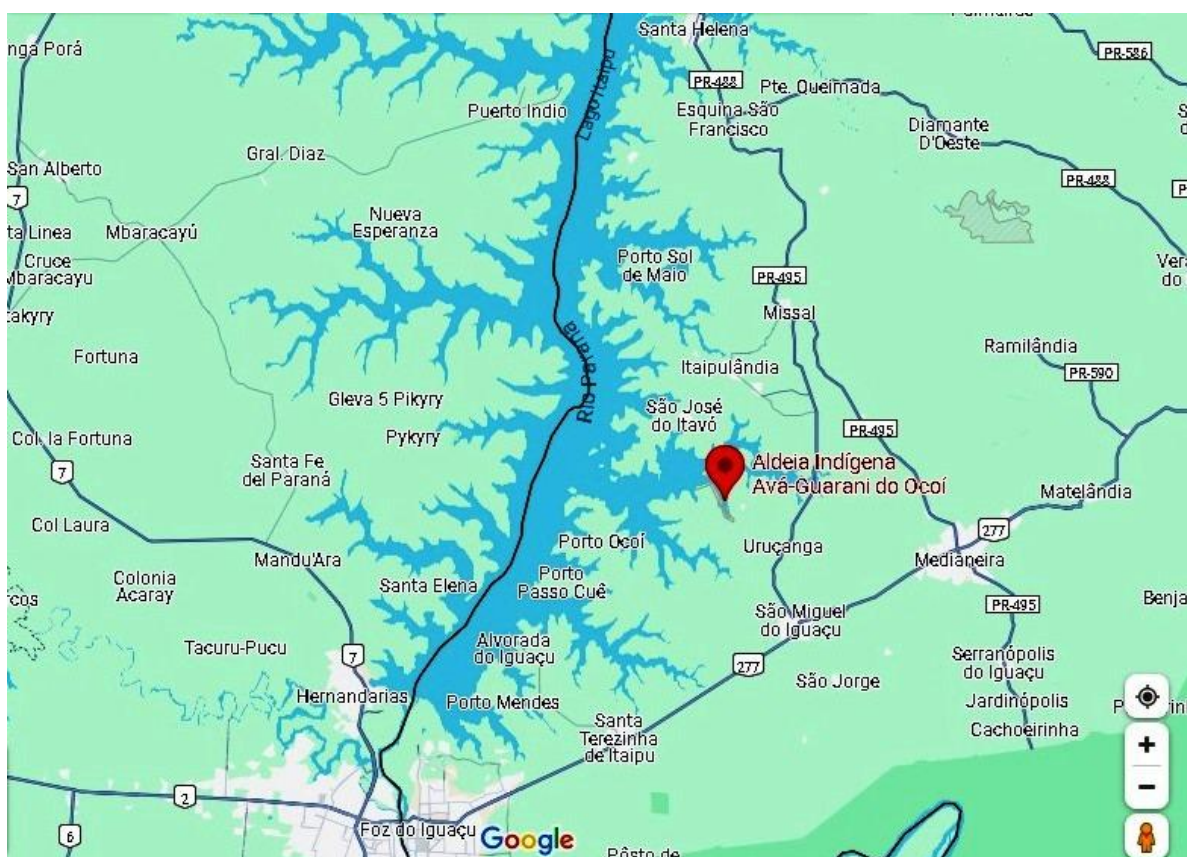 Santa Helena
nga Porá
PR-586
PR-488
Lago Itaipu
Pte. Queimada
Puerto Indio
Esquina São
Francisco
Diamante
D'Oeste
Gral. Diaz
San Alberto
7
PR-488
Nueva
Esperanza
ta Linea
Mbaracayú
Cruce
Mbaracayu
Porto Sol
de Maio
PR-495
Vera
do
Missal
takyry
Fortuna
Rio Paraná
Ramilândia
Itaipulândia
PR-590
Gleva 5 Pikyry
São José
do Itavó
PR-495
Col. la Fortuna
Pykyry
7
Santa Fe
del Paraná
Aldeia Indígena
Avá-Guarani do Ocoí
Matelândia
Col Laura
277
Porto Ocoí
Uruçanga
Medianeira
Mandu'Ara
Colonia
Acaray
Santa Elena
Porto
Passo Cuê
cos
PR-495
Benja
São Miguel
do Iguaçu
Tacuru-Pucu
7
Alvorada
do Iguaçu
277
Serranópolis
do Iguaçu
São Jorge
Hernandarias
Porto Mendes
Jardinópolis
Cachoeirinha
Santa
Terezinha
de Itaipu
2
6
Foz do Iguaçu
Google
Pôsto de